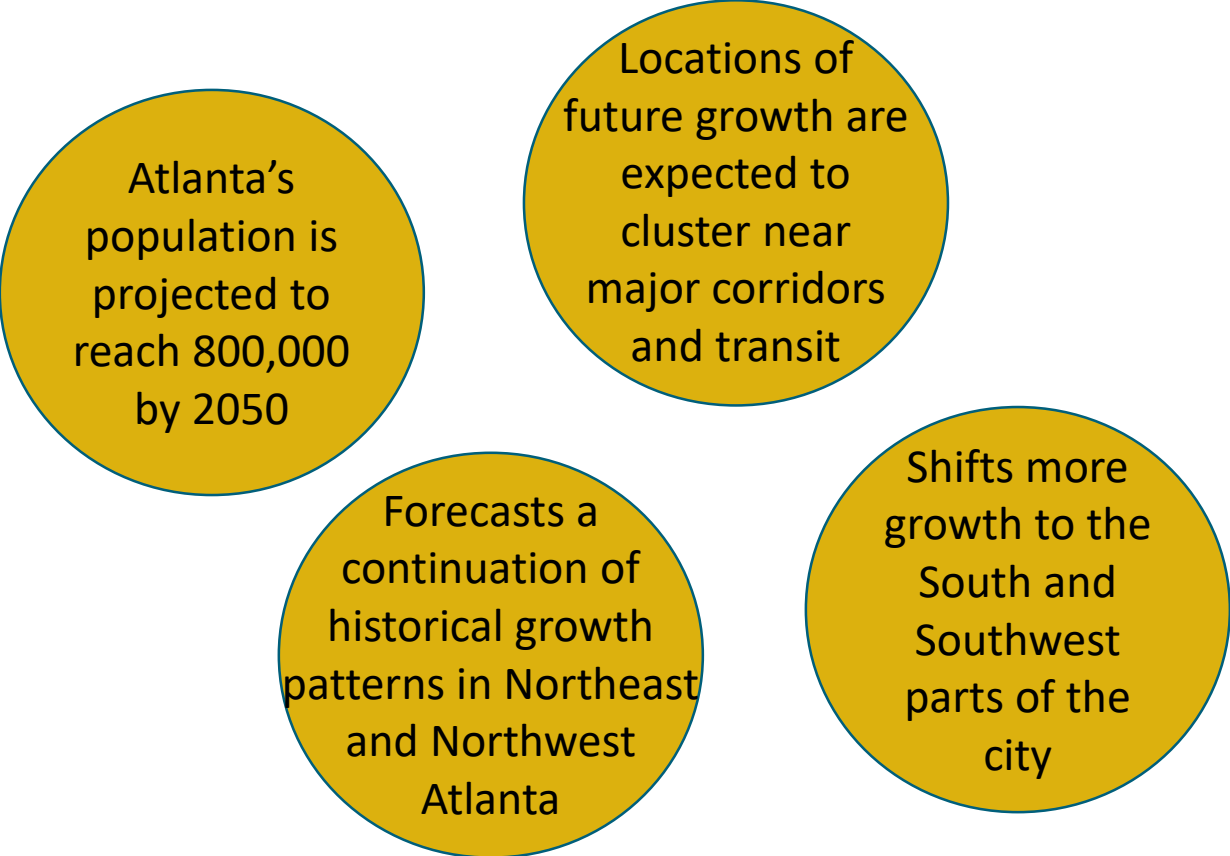 Atlanta’s
population is
projected to
reach 800,000
by 2050
Locations of
future growth are
expected to
cluster near
major corridors
and transit
Forecasts a
continuation of
historical growth
patterns in Northeast
and Northwest
Atlanta
Shifts more
growth to the
South and
Southwest
parts of the
city